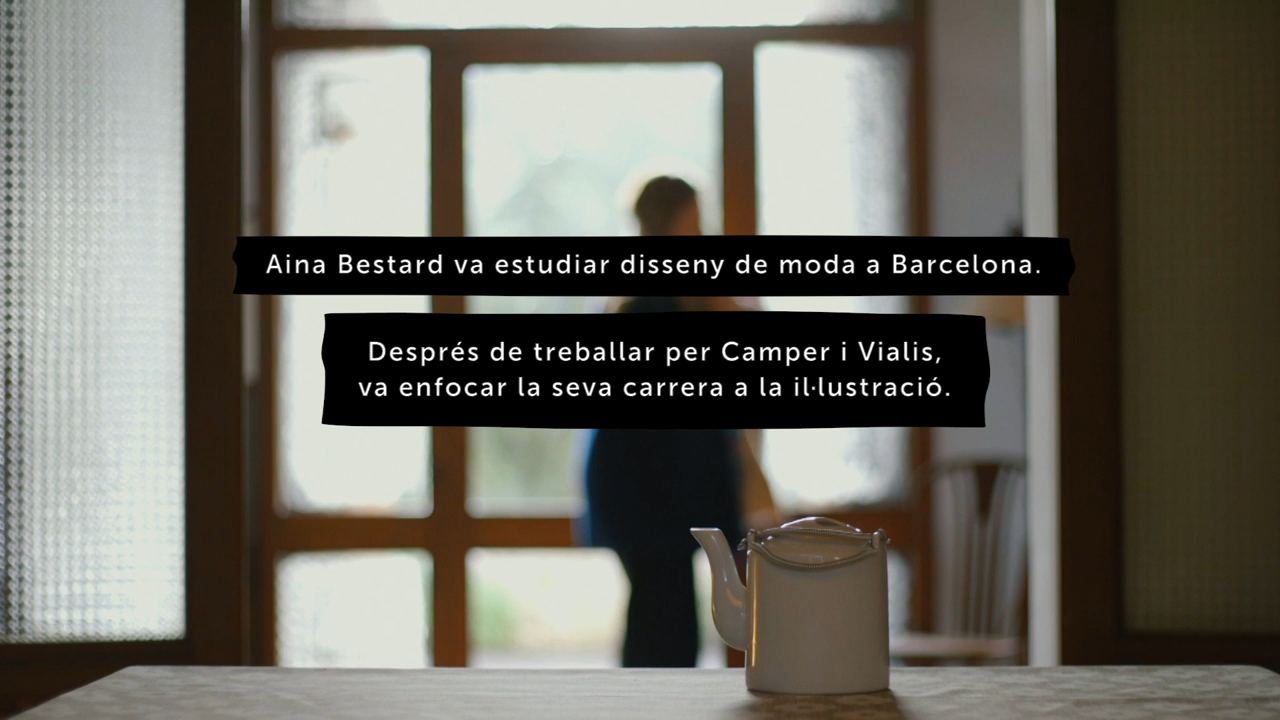 Aina Bestard va estudiar disseny de moda a Barcelona.
Després de treballar per Camper i Vialis,
va enfocar la seva carrera a la il·lustració.